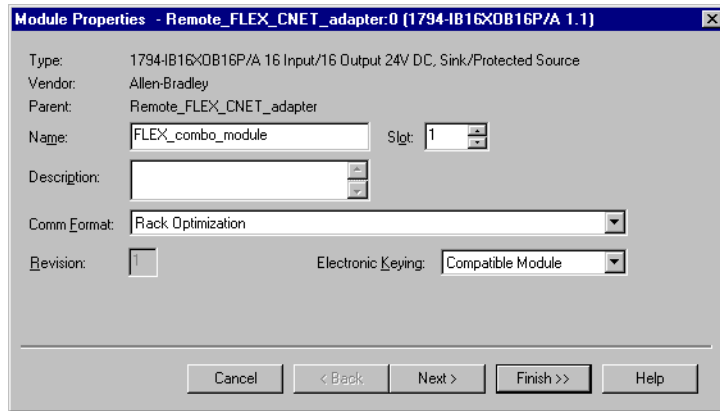 Module Properties - Remote_FLEX_CNET_adapter:0 (1794-IB16XOB16P/A 1.1)
Type: 1794-IB16XOB16P/A 16 Input/16 Output 24V DC, Sink/Protected Source
Vendor: Allen-Bradley
Parent: Remote_FLEX_CNET_adapter
Name: FLEX_combo_module Slot: 1
Description:
Comm Format: Rack Optimization
Revision: 1 Electronic Keying: Compatible Module
Cancel < Back Next > Finish >> Help